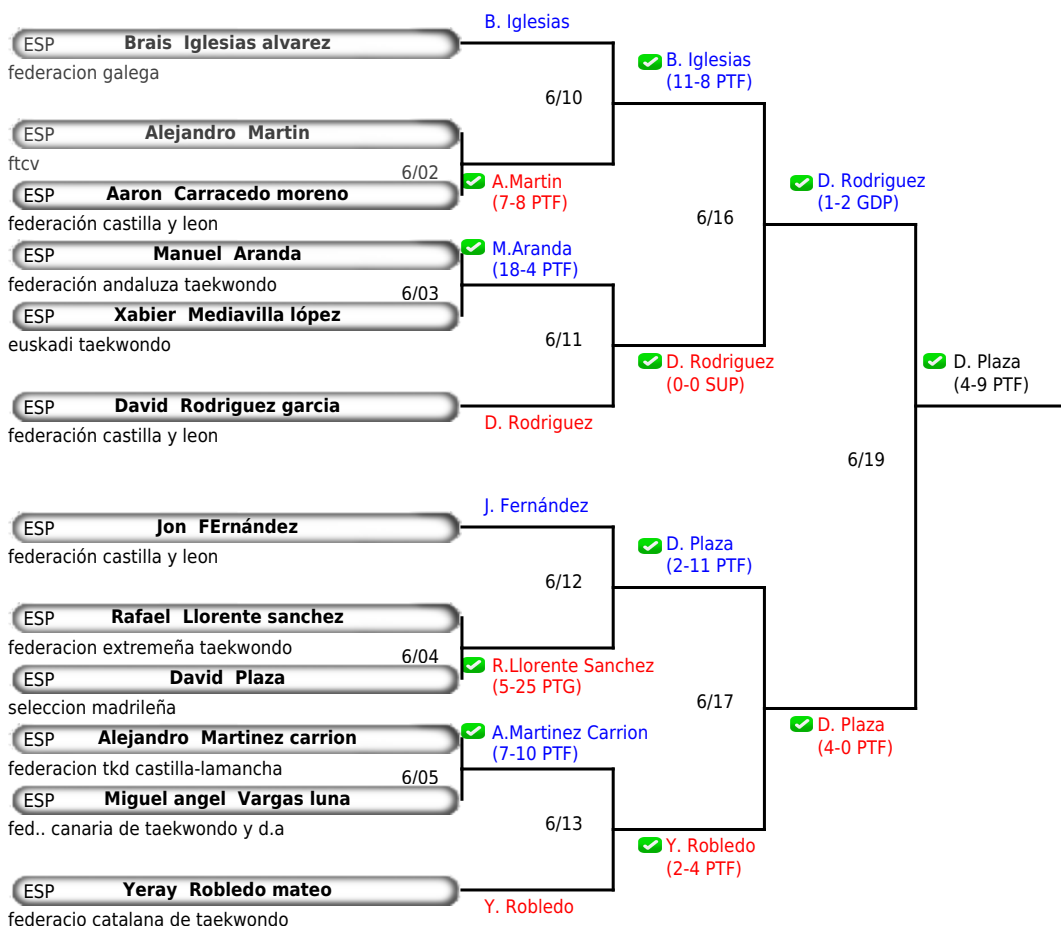 B. Iglesias
ESP Brais Iglesias alvarez
federacion galega
B. Iglesias
(11-8 PTF)
6/10
ESP Alejandro Martin
ftcv
6/02
A.Martin
(7-8 PTF)
ESP Aaron Carracedo moreno
federación castilla y leon
D. Rodriguez
(1-2 GDP)
6/16
ESP Manuel Aranda
federación andaluza taekwondo
M.Aranda
(18-4 PTF)
6/03
ESP Xabier Mediavilla lópez
euskadi taekwondo
6/11
D. Rodriguez
(0-0 SUP)
D. Plaza
(4-9 PTF)
ESP David Rodriguez garcia
federación castilla y leon
D. Rodriguez
6/19
J. Fernández
ESP Jon FErnández
federación castilla y leon
D. Plaza
(2-11 PTF)
6/12
ESP Rafael Llorente sanchez
federacion extremeña taekwondo
6/04
R.Llorente Sanchez
(5-25 PTG)
ESP David Plaza
seleccion madrileña
6/17
ESP Alejandro Martinez carrion
federacion tkd castilla-lamancha
A.Martinez Carrion
(7-10 PTF)
D. Plaza
(4-0 PTF)
6/05
ESP Miguel angel Vargas luna
fed.. canaria de taekwondo y d.a
6/13
Y. Robledo
(2-4 PTF)
ESP Yeray Robledo mateo
federacio catalana de taekwondo
Y. Robledo